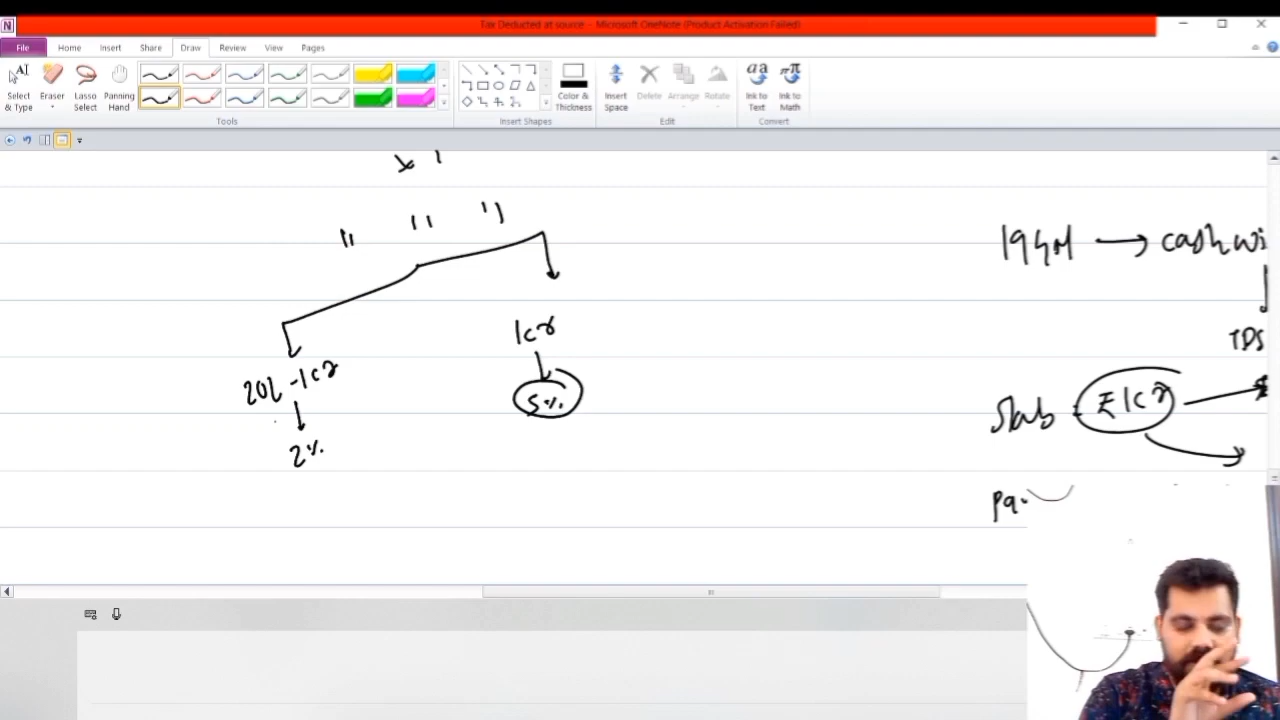 Tax Deducted at source - Microsoft OneNote (Product Activation Failed)
File Home Insert Share Draw Review View Pages
Select & Type
Eraser
Lasso Select
Panning Hand
Color & Thickness
Insert Space
Delete
Arrange
Rotate
Ink to Text
Ink to Math
Tools
Insert Shapes
Edit
Convert
" " "
20L - 1cr
2%
1cr
5%
194M → cash wi
TDS
Slab ₹1cr